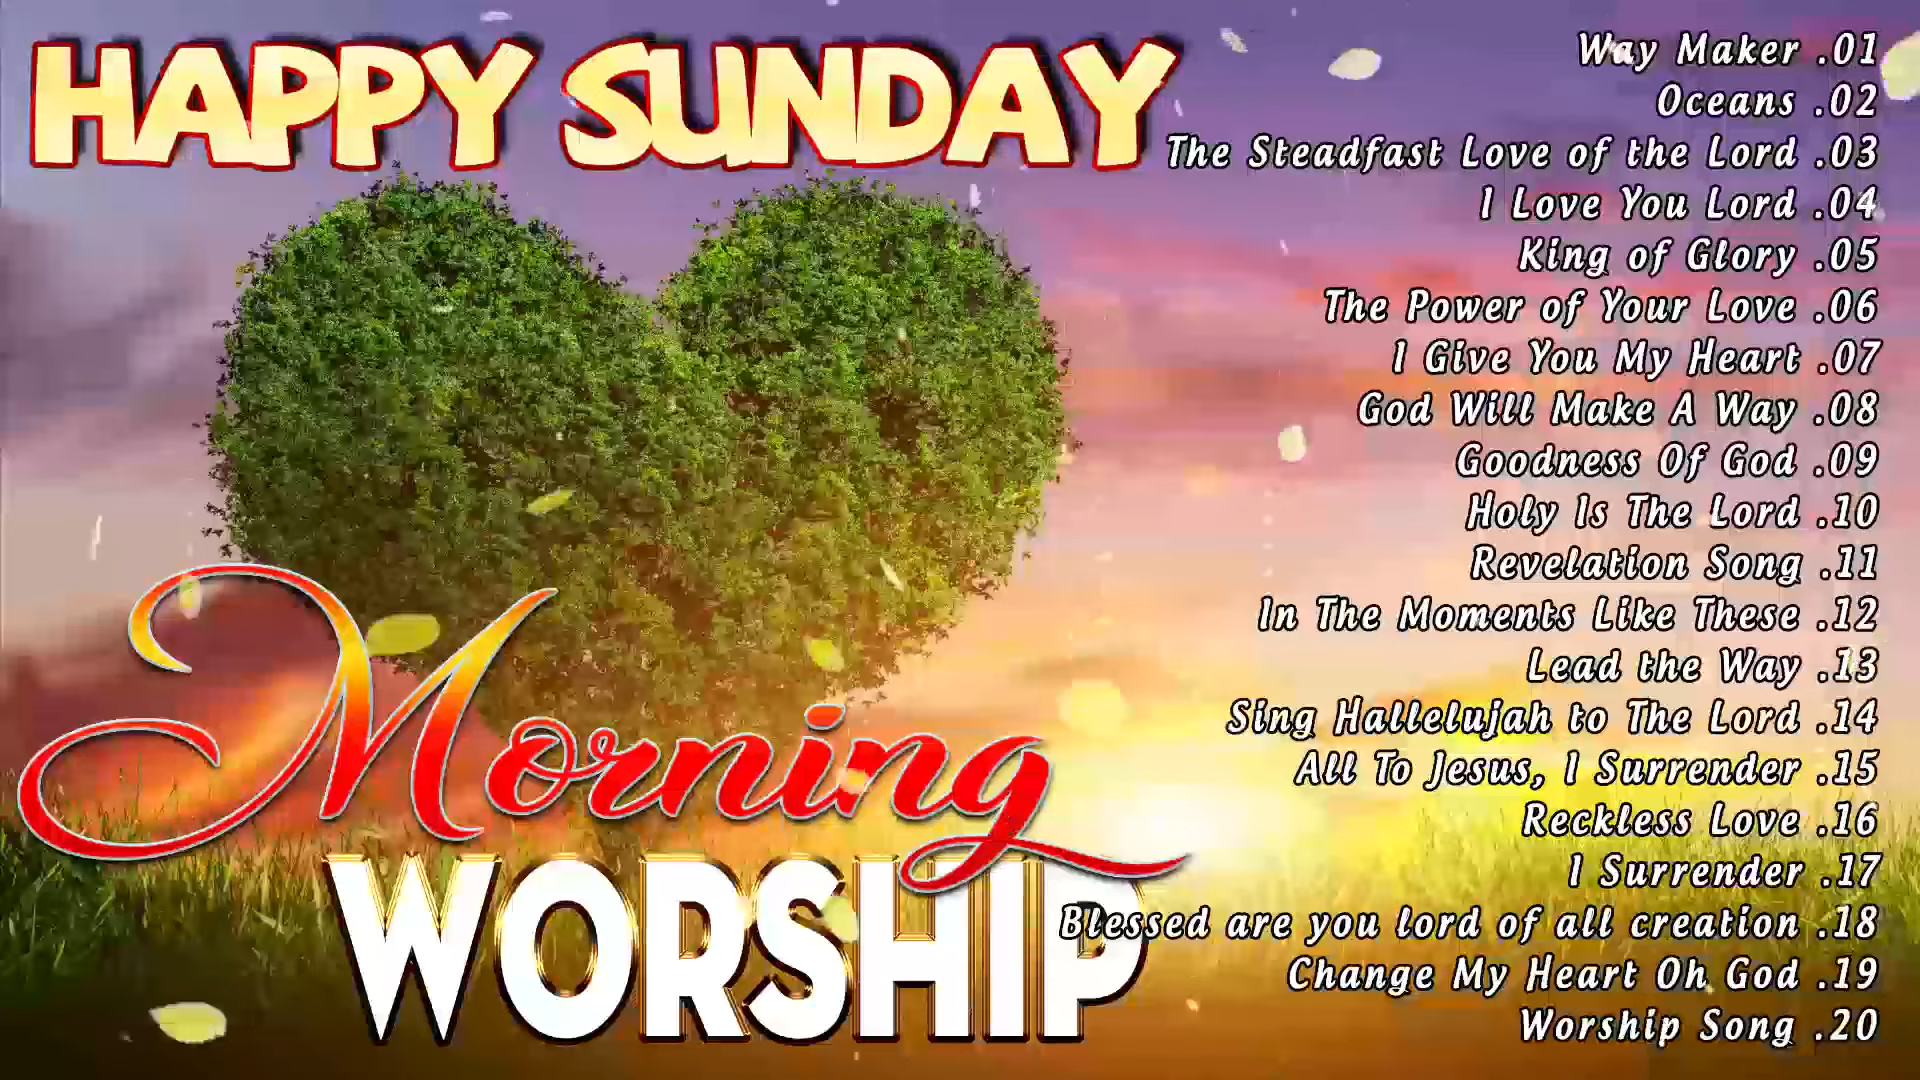 HAPPY SUNDAY
Morning
WORSHIP
Way Maker .01
Oceans .02
The Steadfast Love of the Lord .03
I Love You Lord .04
King of Glory .05
The Power of Your Love .06
I Give You My Heart .07
God Will Make A Way .08
Goodness Of God .09
Holy Is The Lord .10
Revelation Song .11
In The Moments Like These .12
Lead the Way .13
Sing Hallelujah to The Lord .14
All To Jesus, I Surrender .15
Reckless Love .16
I Surrender .17
Blessed are you lord of all creation .18
Change My Heart Oh God .19
Worship Song .20